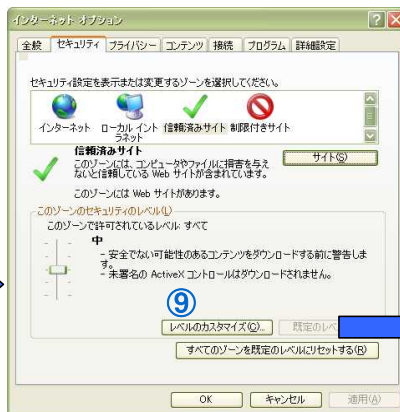 インターネット オプション
全般 セキュリティ プライバシー コンテンツ 接続 プログラム 詳細設定
セキュリティ設定を表示または変更するゾーンを選択してください。
インターネット ローカル イントラネット 信頼済みサイト 制限付きサイト
信頼済みサイト
サイト(S)
このゾーンには、コンピュータやファイルに損害を与え
ないと信頼している Web サイトが含まれています。
このゾーンには Web サイトがあります。
このゾーンのセキュリティのレベル(L)
このゾーンで許可されているレベル: すべて
中
- 安全でない可能性のあるコンテンツをダウンロードする前に警告しま
す。
- 未署名の ActiveX コントロールはダウンロードされません。
⑨
レベルのカスタマイズ(C)... 既定のレベ
すべてのゾーンを既定のレベルにリセットする(R)
OK キャンセル 適用(A)